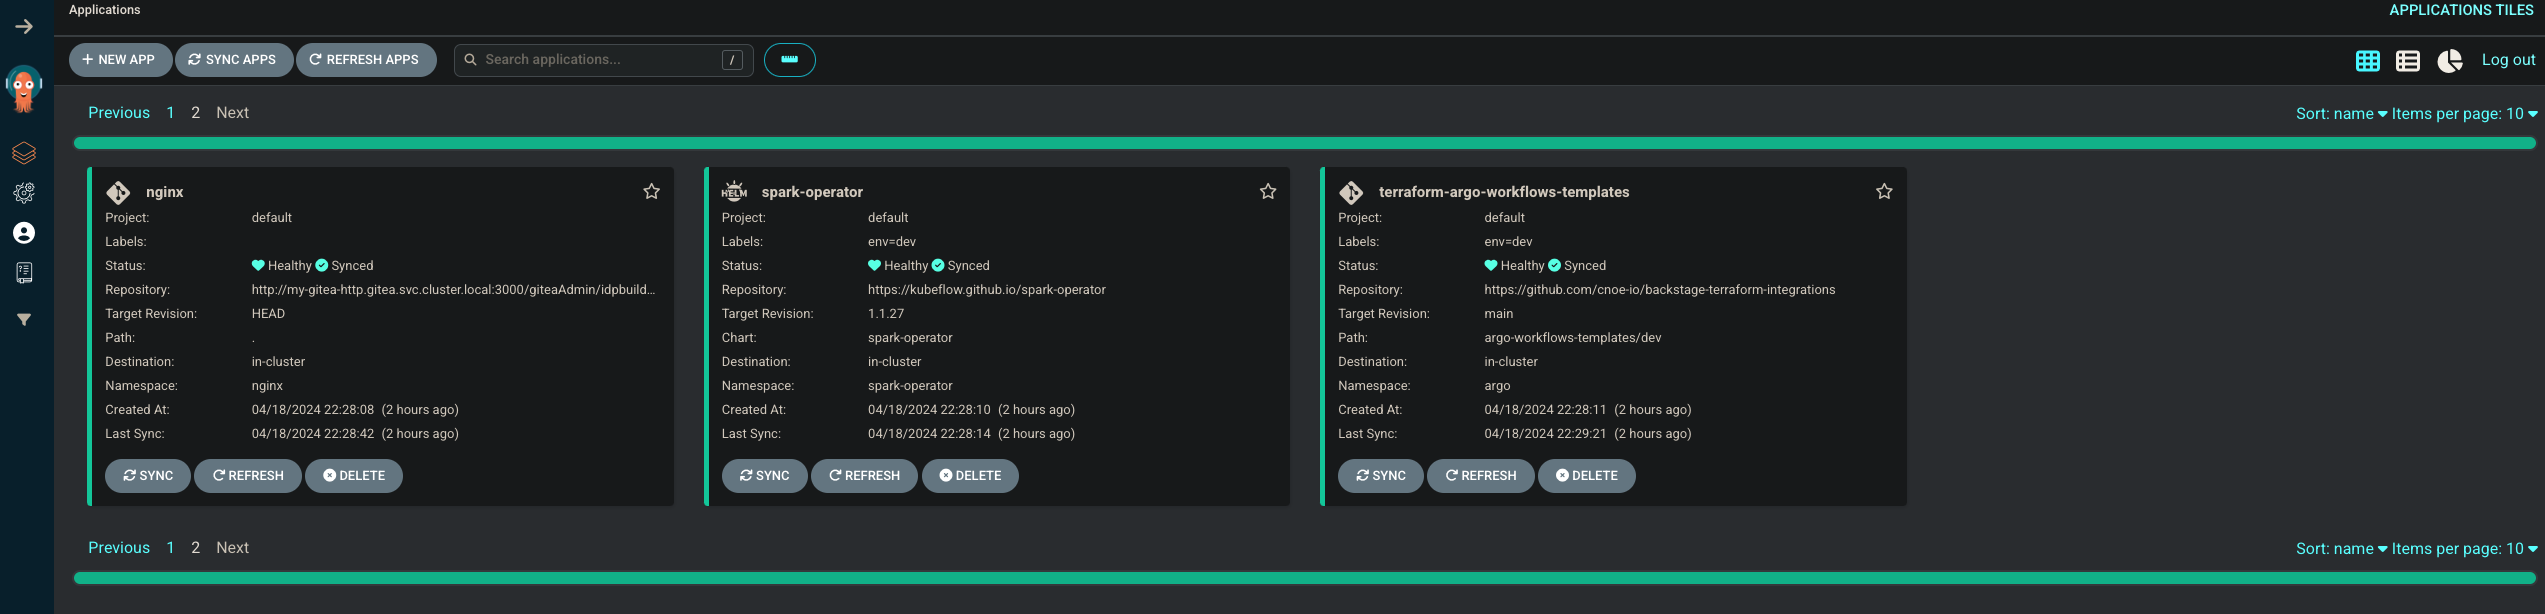 Applications
APPLICATIONS TILES
NEW APP SYNC APPS REFRESH APPS Search applications... / Log out
Previous 1 2 Next Sort: name Items per page: 10
nginx
Project: default
Labels:
Status: Healthy Synced
Repository: http://my-gitea-http.gitea.svc.cluster.local:3000/giteaAdmin/idpbuild...
Target Revision: HEAD
Path: .
Destination: in-cluster
Namespace: nginx
Created At: 04/18/2024 22:28:08 (2 hours ago)
Last Sync: 04/18/2024 22:28:42 (2 hours ago)
SYNC REFRESH DELETE
HELM spark-operator
Project: default
Labels: env=dev
Status: Healthy Synced
Repository: https://kubeflow.github.io/spark-operator
Target Revision: 1.1.27
Chart: spark-operator
Destination: in-cluster
Namespace: spark-operator
Created At: 04/18/2024 22:28:10 (2 hours ago)
Last Sync: 04/18/2024 22:28:14 (2 hours ago)
SYNC REFRESH DELETE
terraform-argo-workflows-templates
Project: default
Labels: env=dev
Status: Healthy Synced
Repository: https://github.com/cnoe-io/backstage-terraform-integrations
Target Revision: main
Path: argo-workflows-templates/dev
Destination: in-cluster
Namespace: argo
Created At: 04/18/2024 22:28:11 (2 hours ago)
Last Sync: 04/18/2024 22:29:21 (2 hours ago)
SYNC REFRESH DELETE
Previous 1 2 Next Sort: name Items per page: 10